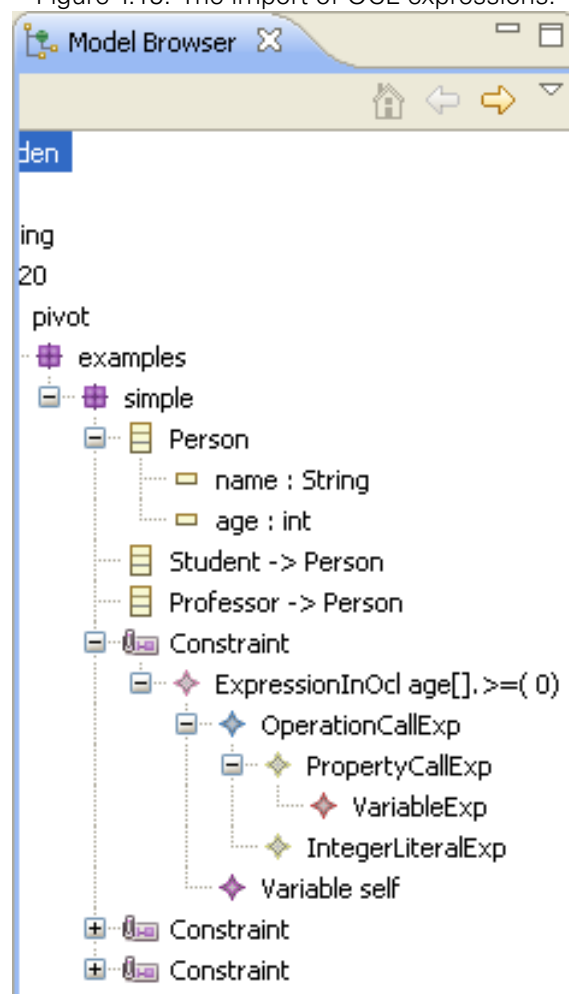 Model Browser
den
ing
20
pivot
examples
simple
Person
name : String
age : int
Student -> Person
Professor -> Person
Constraint
ExpressionInOcl age[].>=( 0)
OperationCallExp
PropertyCallExp
VariableExp
IntegerLiteralExp
Variable self
Constraint
Constraint